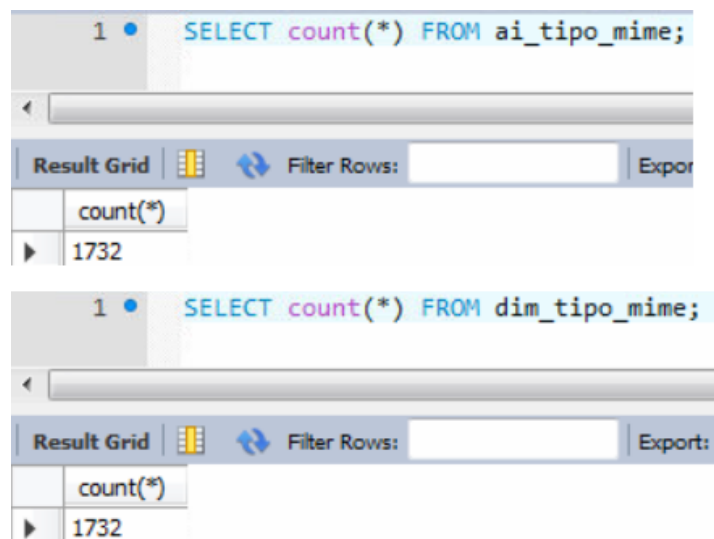 1 SELECT count(*) FROM ai_tipo_mime;
Result Grid Filter Rows: Expor
count(*)
1732
1 SELECT count(*) FROM dim_tipo_mime;
Result Grid Filter Rows: Export:
count(*)
1732